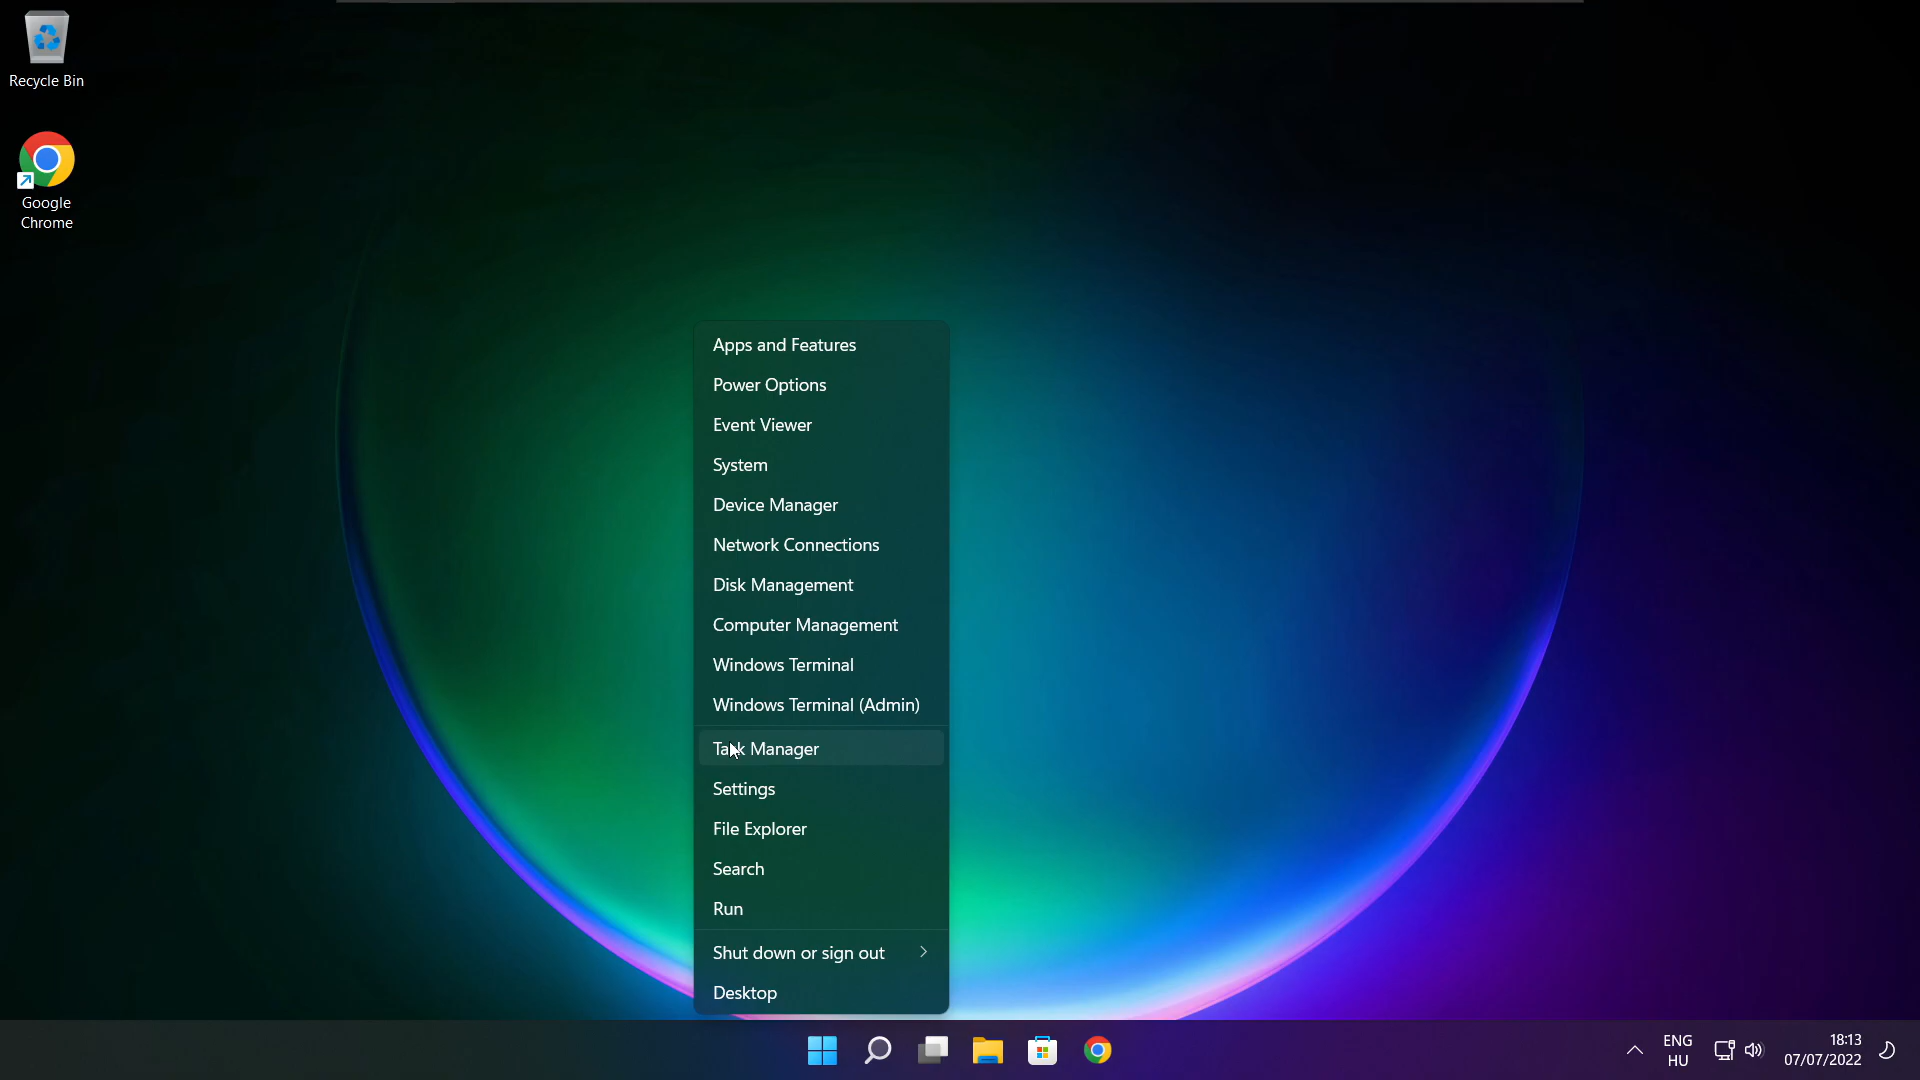 Recycle Bin
Google
Chrome
Apps and Features
Power Options
Event Viewer
System
Device Manager
Network Connections
Disk Management
Computer Management
Windows Terminal
Windows Terminal (Admin)
Task Manager
Settings
File Explorer
Search
Run
Shut down or sign out
Desktop
ENG
HU
18:13
07/07/2022